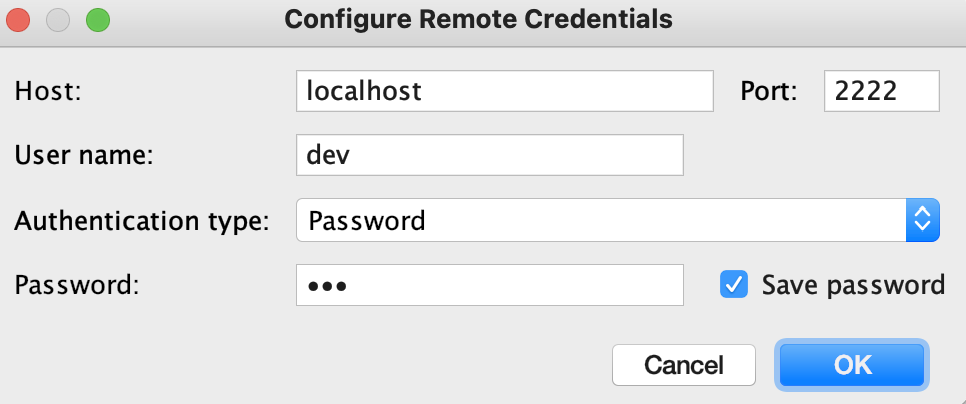 Configure Remote Credentials
Host: localhost Port: 2222
User name: dev
Authentication type: Password
Password: ••• Save password
Cancel OK